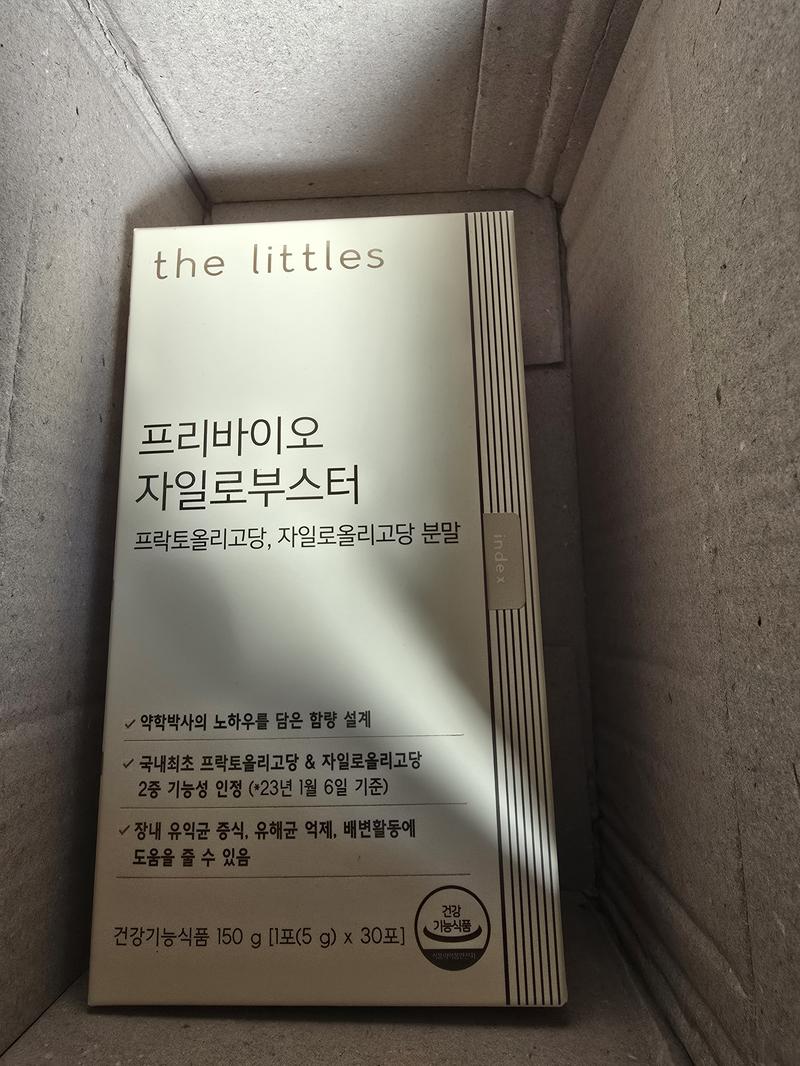 the littles
프리바이오
자일로부스터
프락토올리고당, 자일로올리고당 분말
index
약학박사의 노하우를 담은 함량 설계
국내최초 프락토올리고당 & 자일로올리고당
2중 기능성 인정 (*23년 1월 6일 기준)
장내 유익균 증식, 유해균 억제, 배변활동에
도움을 줄 수 있음
건강기능식품 150 g [1포(5 g) x 30포]
건강
기능식품